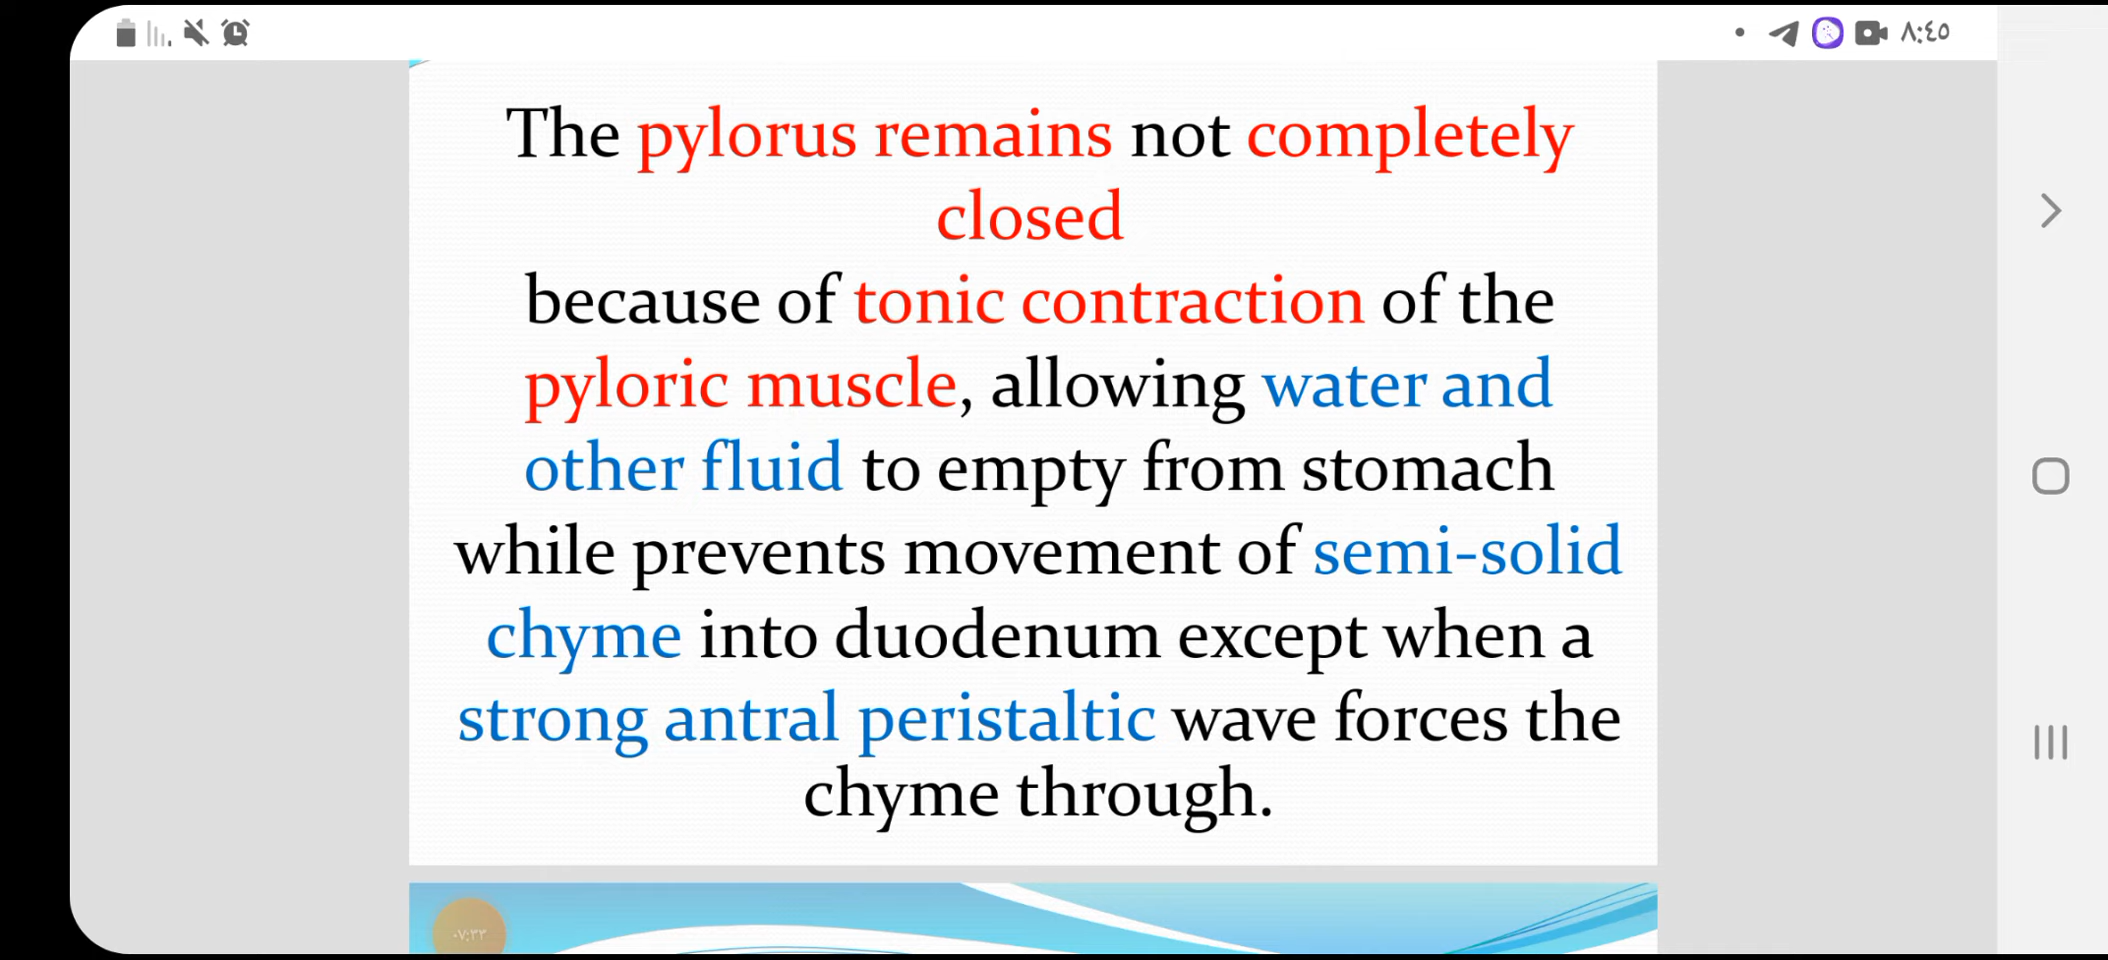 ٨:٤٥
The pylorus remains not completely
closed
because of tonic contraction of the
pyloric muscle, allowing water and
other fluid to empty from stomach
while prevents movement of semi-solid
chyme into duodenum except when a
strong antral peristaltic wave forces the
chyme through.
٠٧:٣٣